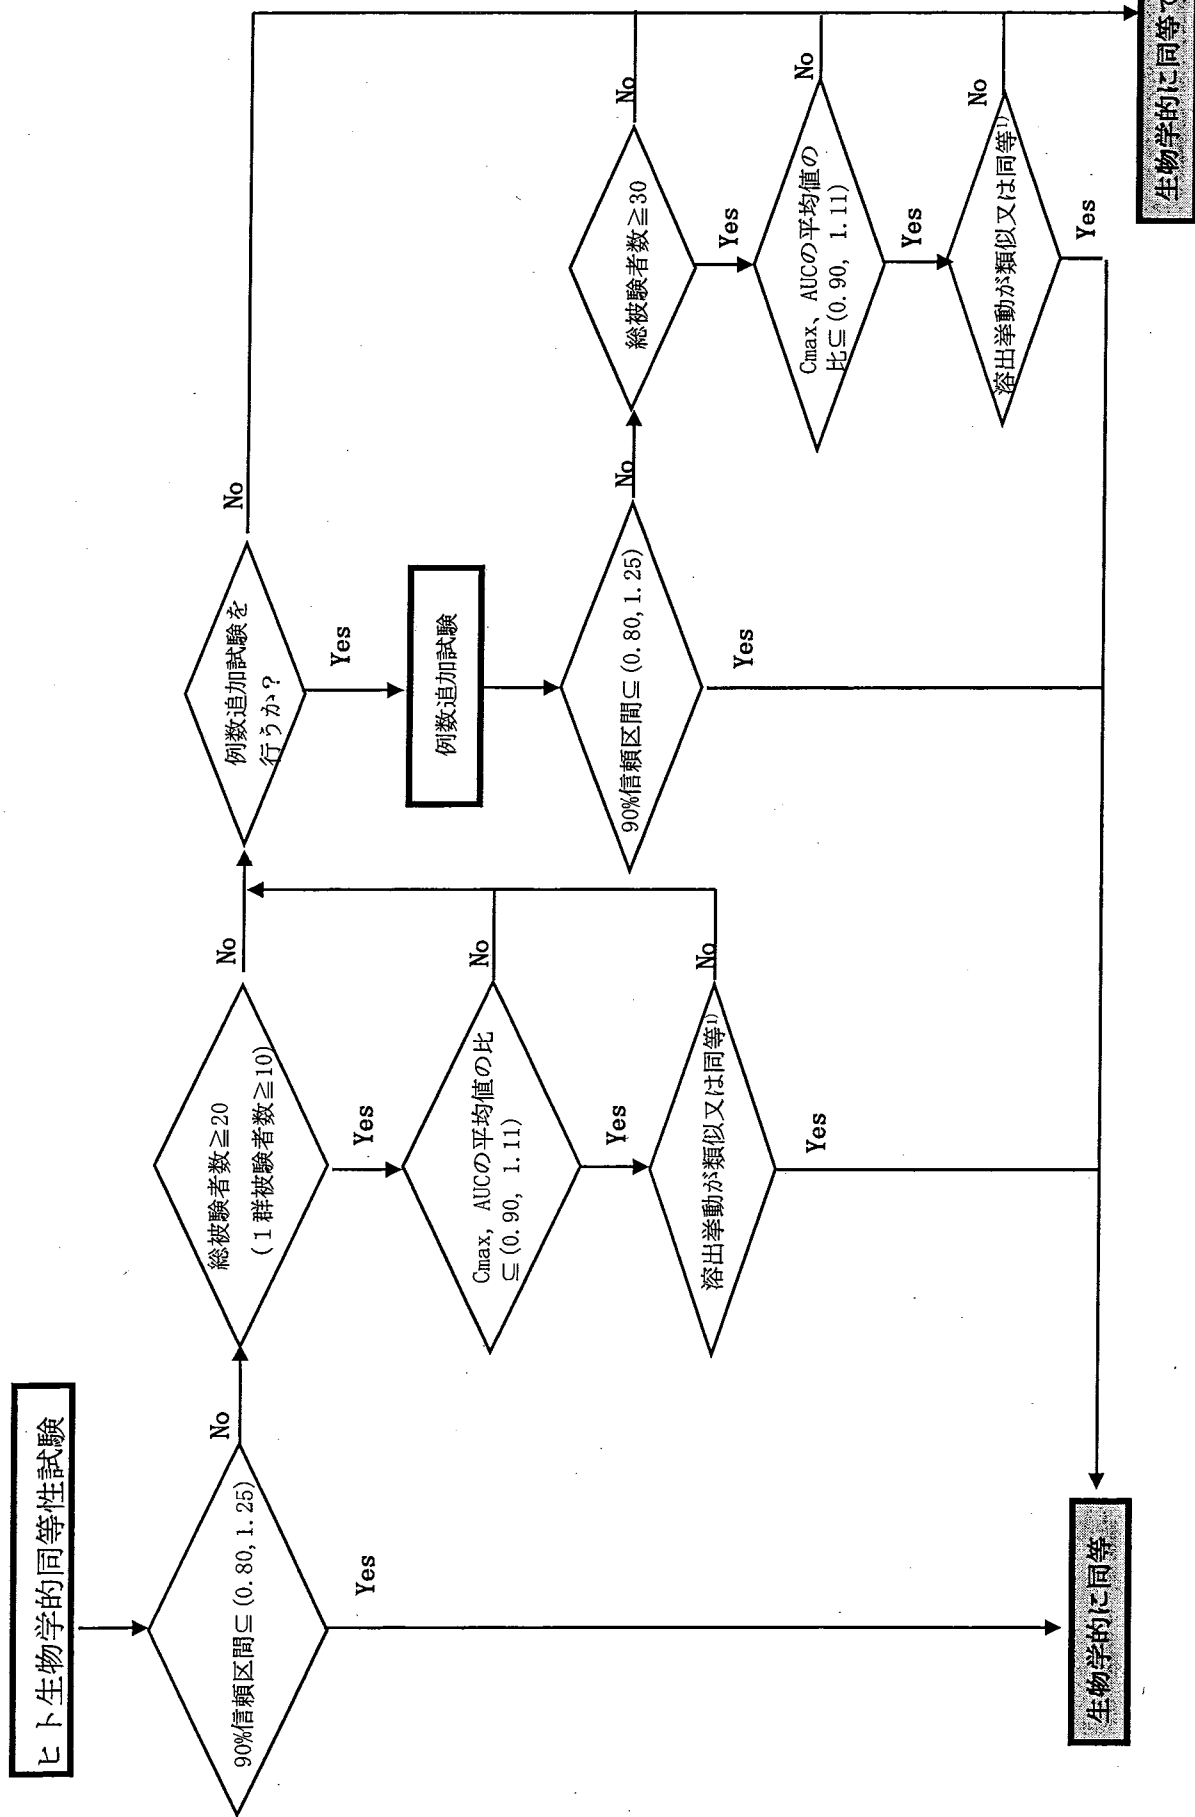 ヒト生物学的同等性試験
90%信頼区間⊆(0.80,1.25)
No
Yes
総被験者数≧20
(1群被験者数≧10)
No
Yes
Cmax, AUCの平均値の比
⊆(0.90, 1.11)
No
Yes
溶出挙動が類似又は同等1)
No
Yes
例数追加試験を
行うか?
No
Yes
例数追加試験
90%信頼区間⊆(0.80,1.25)
No
Yes
総被験者数≧30
No
Yes
Cmax、AUCの平均値の
比⊆(0.90, 1.11)
No
Yes
溶出挙動が類似又は同等1)
No
Yes
生物学的に同等
生物学的に同等で